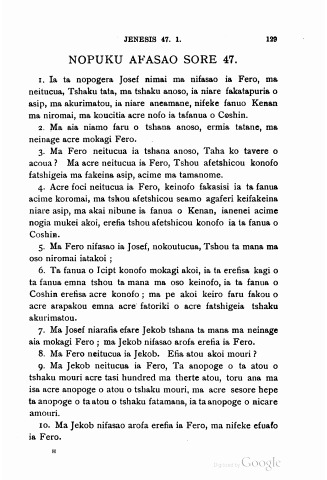 JENESIS 47. 1. 129
NOPUKU AFASAO SORE 47.
1. Ia ta nopogera Josef nimai ma nifasao ia Fero, ma
neitucua, Tshaku tata, ma tshaku anoso, ia niare fakatapuria o
asip, ma akurimatou, ia niare aneamane, nifeke fanuo Kenan
ma niromai, ma koucitia acre nofo ia tafanua o Coshin.
2. Ma aia niamo faru o tshana anoso, ermia tatane, ma
neinage acre mokagi Fero.
3. Ma Fero neitucua ia tshana anoso, Taha ko tavere o
acoua? Ma acre neitucua ia Fero, Tshou afetshicou konofo
fatshigeia ma fakeina asip, acime ma tamanome.
4. Acre foci neitucua ia Fero, keinofo fakasisi ia ta fanua
acime koromai, ma tshou afetshicou seamo agaferi keifakeina
niare asip, ma akai nibune ia fanua o Kenan, ianenei acime
nogia mukei akoi, erefia tshou afetshicou konofo ia ta fanua o
Coshin.
5. Ma Fero nifasao ia Josef, nokoutucua, Tshou ta mana ma
oso niromai iatakoi;
6. Ta fanua o Icipt konofo mokagi akoi, ia ta erefisa kagi o
ta fanua emna tshou ta mana ma oso keinofo, ia ta fanua o
Coshin erefisa acre konofo; ma pe akoi keiro faru fakou o
acre arapakou emna acre fatoriki o acre fatshigeia tshaku
akurimatou.
7. Ma Josef niarafia efare Jekob tshana ta mana ma neinage
aia mokagi Fero; ma Jekob nifasao arofa erefia ia Fero.
8. Ma Fero neitucua ia Jekob. Efia atou akoi mouri?
9. Ma Jekob neitucua ia Fero, Ta anopoge o ta atou o
tshaku mouri acre tasi hundred ma therte atou, toru ana ma
isa acre anopoge o atou o tshaku mouri, ma acre sesore hepe
ta anopoge o ta atou o tshaku fatamana, ia ta anopoge o nicare
amouri.
10. Ma Jekob nifasao arofa erefia ia Fero, ma nifeke efuafo
ia Fero.
H
Digitized by Google